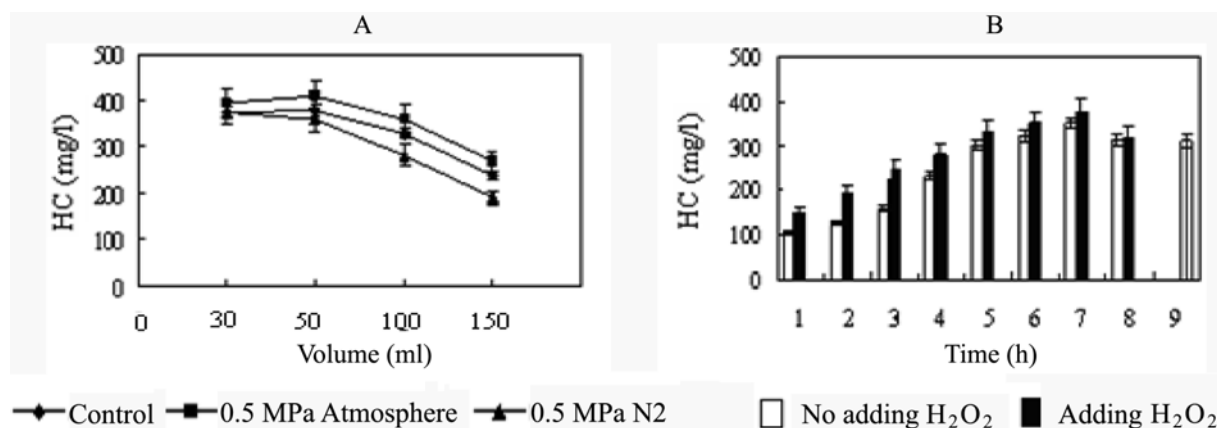 A
HC (mg/l)
500
400
300
200
100
0
0 30 50 100 150
Volume (ml)
B
HC (mg/l)
500
400
300
200
100
0
1 2 3 4 5 6 7 8 9
Time (h)
Control 0.5 MPa Atmosphere 0.5 MPa N2
No adding H₂O₂ Adding H₂O₂